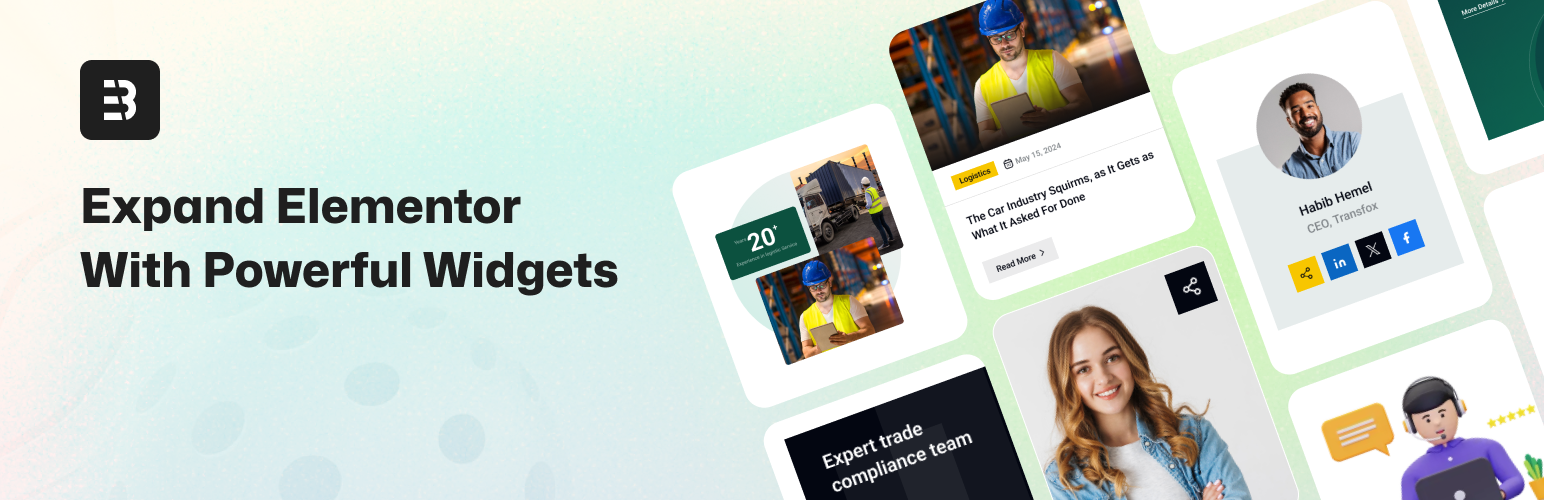 Expand Elementor
With Powerful Widgets
Years
20+
Experience in logistic service
Logistics
May 15, 2024
The Car Industry Squirms, as It Gets as
What It Asked For Done
Read More
Habib Hemel
CEO, Transfox
More Details
Expert trade
compliance team